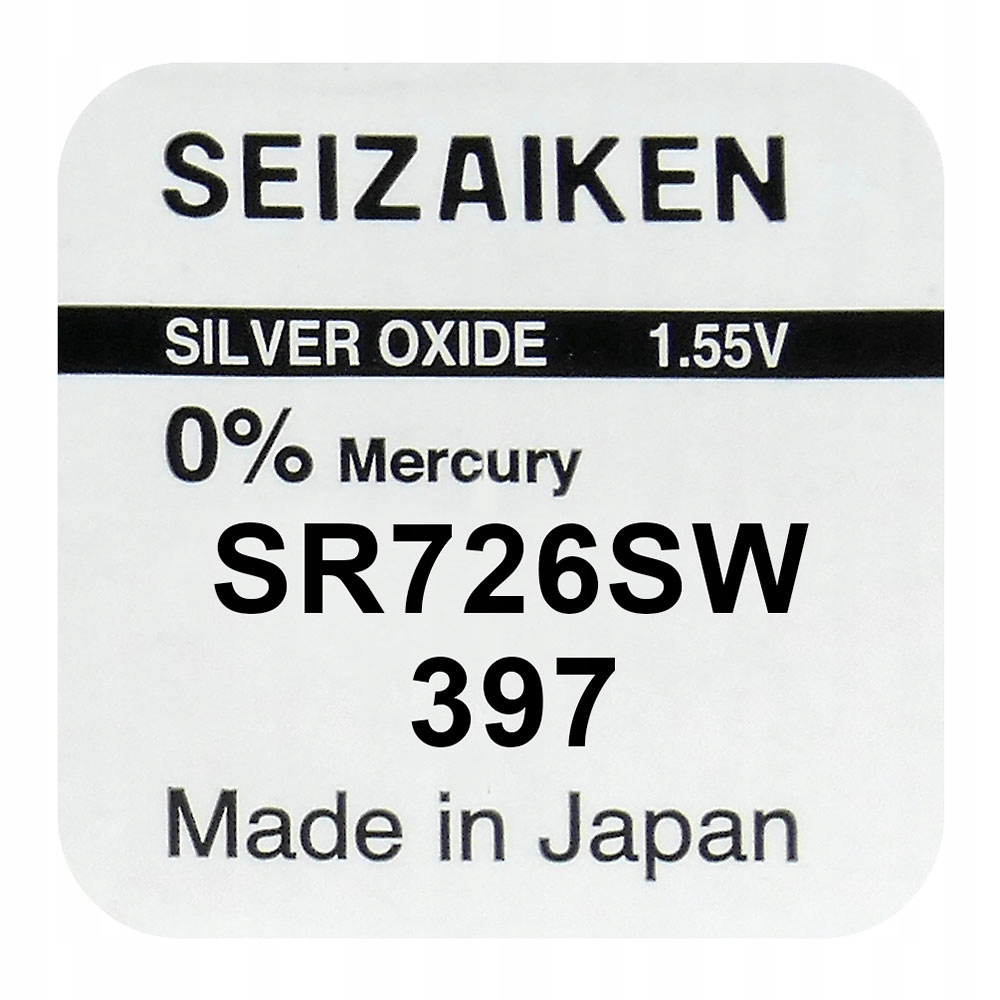 SEIZAIKEN
SILVER OXIDE 1.55V
0% Mercury
SR726SW
397
Made in Japan